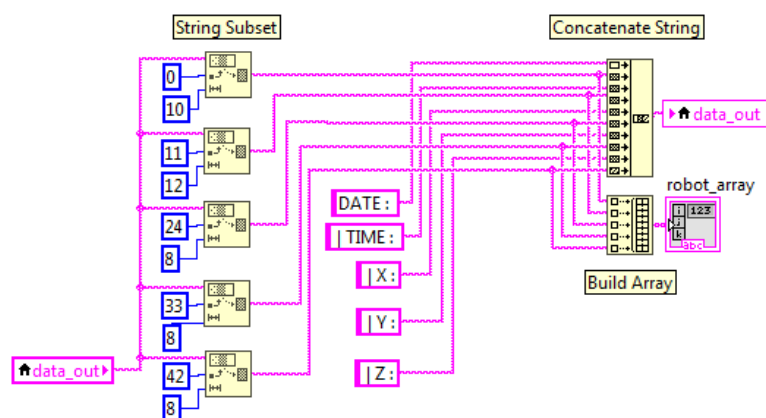 String Subset
Concatenate String
0
10
data_out
11
12
robot_array
24
DATE:
8
| TIME:
i
123
j
k
abc
| X:
Build Array
33
| Y:
8
data_out
42
| Z:
8